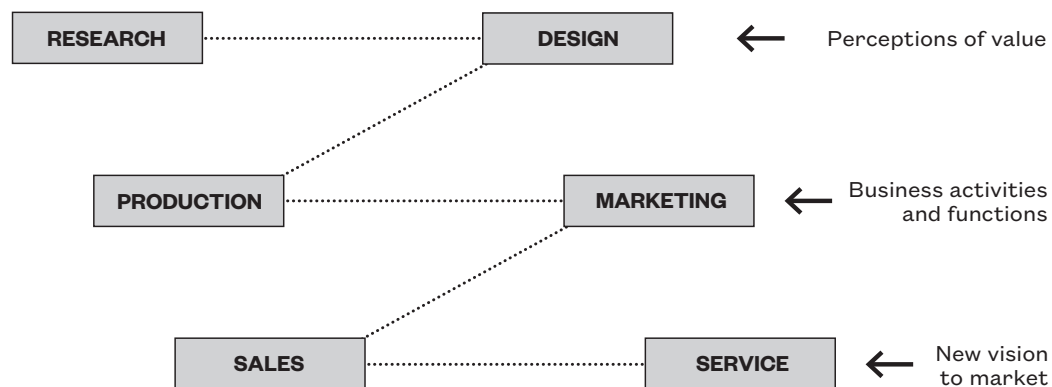 RESEARCH
DESIGN
Perceptions of value
PRODUCTION
MARKETING
Business activities
and functions
SALES
SERVICE
New vision
to market